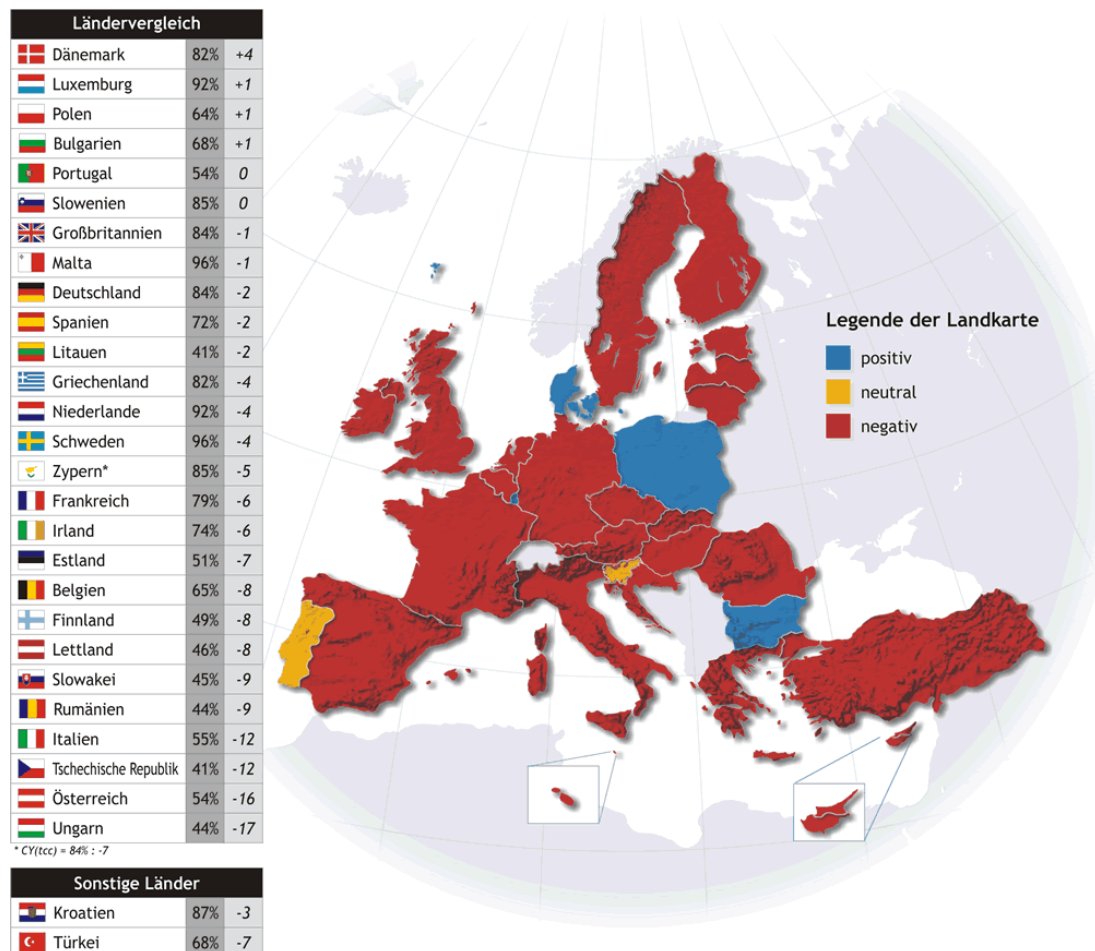 Ländervergleich
Dänemark 82% +4
Luxemburg 92% +1
Polen 64% +1
Bulgarien 68% +1
Portugal 54% 0
Slowenien 85% 0
Großbritannien 84% -1
Malta 96% -1
Deutschland 84% -2
Spanien 72% -2
Litauen 41% -2
Griechenland 82% -4
Niederlande 92% -4
Schweden 96% -4
Zypern* 85% -5
Frankreich 79% -6
Irland 74% -6
Estland 51% -7
Belgien 65% -8
Finnland 49% -8
Lettland 46% -8
Slowakei 45% -9
Rumänien 44% -9
Italien 55% -12
Tschechische Republik 41% -12
Österreich 54% -16
Ungarn 44% -17
* CY(tcc) = 84% : -7
Sonstige Länder
Kroatien 87% -3
Türkei 68% -7
Legende der Landkarte
positiv
neutral
negativ